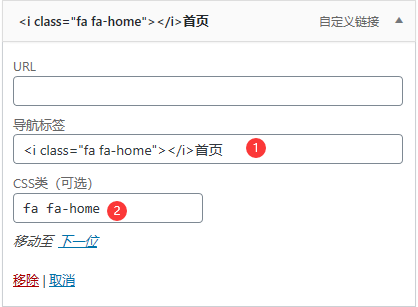 <i class="fa fa-home"></i>首页 自定义链接
URL
导航标签
<i class="fa fa-home"></i>首页 1
CSS类（可选）
fa fa-home 2
移动至 下一位
移除 | 取消